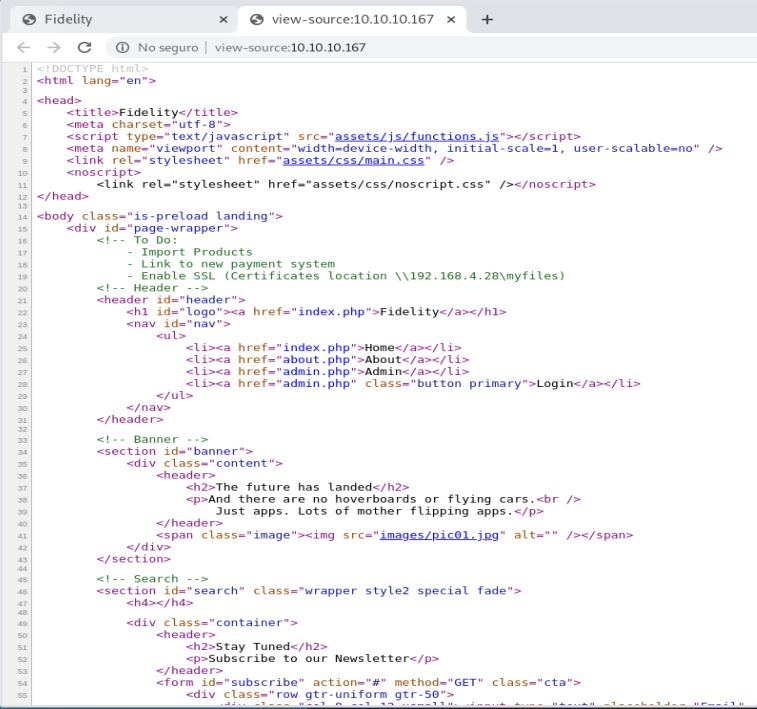 Fidelity
view-source:10.10.10.167
No seguro | view-source:10.10.10.167
1 <!DOCTYPE html>
2 <html lang="en">
3
4 <head>
5 <title>Fidelity</title>
6 <meta charset="utf-8">
7 <script type="text/javascript" src="assets/js/functions.js"></script>
8 <meta name="viewport" content="width=device-width, initial-scale=1, user-scalable=no" />
9 <link rel="stylesheet" href="assets/css/main.css" />
10 <noscript>
11 <link rel="stylesheet" href="assets/css/noscript.css" /></noscript>
12 </head>
13
14 <body class="is-preload landing">
15 <div id="page-wrapper">
16 <!-- To Do:
17 - Import Products
18 - Link to new payment system
19 - Enable SSL (Certificates location \\192.168.4.28\myfiles)
20 <!-- Header -->
21 <header id="header">
22 <h1 id="logo"><a href="index.php">Fidelity</a></h1>
23 <nav id="nav">
24 <ul>
25 <li><a href="index.php">Home</a></li>
26 <li><a href="about.php">About</a></li>
27 <li><a href="admin.php">Admin</a></li>
28 <li><a href="admin.php" class="button primary">Login</a></li>
29 </ul>
30 </nav>
31 </header>
32
33 <!-- Banner -->
34 <section id="banner">
35 <div class="content">
36 <header>
37 <h2>The future has landed</h2>
38 <p>And there are no hoverboards or flying cars.<br />
39 Just apps. Lots of mother flipping apps.</p>
40 </header>
41 <span class="image"><img src="images/pic01.jpg" alt="" /></span>
42 </div>
43 </section>
44
45 <!-- Search -->
46 <section id="search" class="wrapper style2 special fade">
47 <h4></h4>
48
49 <div class="container">
50 <header>
51 <h2>Stay Tuned</h2>
52 <p>Subscribe to our Newsletter</p>
53 </header>
54 <form id="subscribe" action="#" method="GET" class="cta">
55 <div class="row gtr-uniform gtr-50">